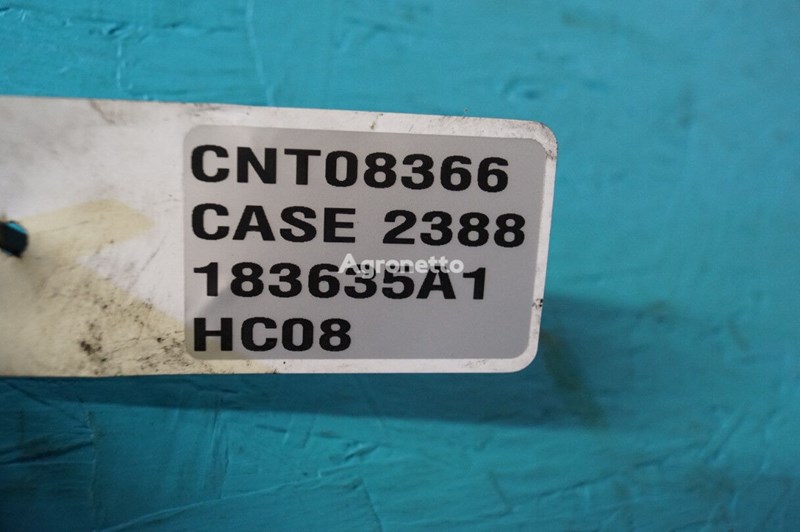 CNT08366
CASE 2388
183635A1
Agronetto
HC08